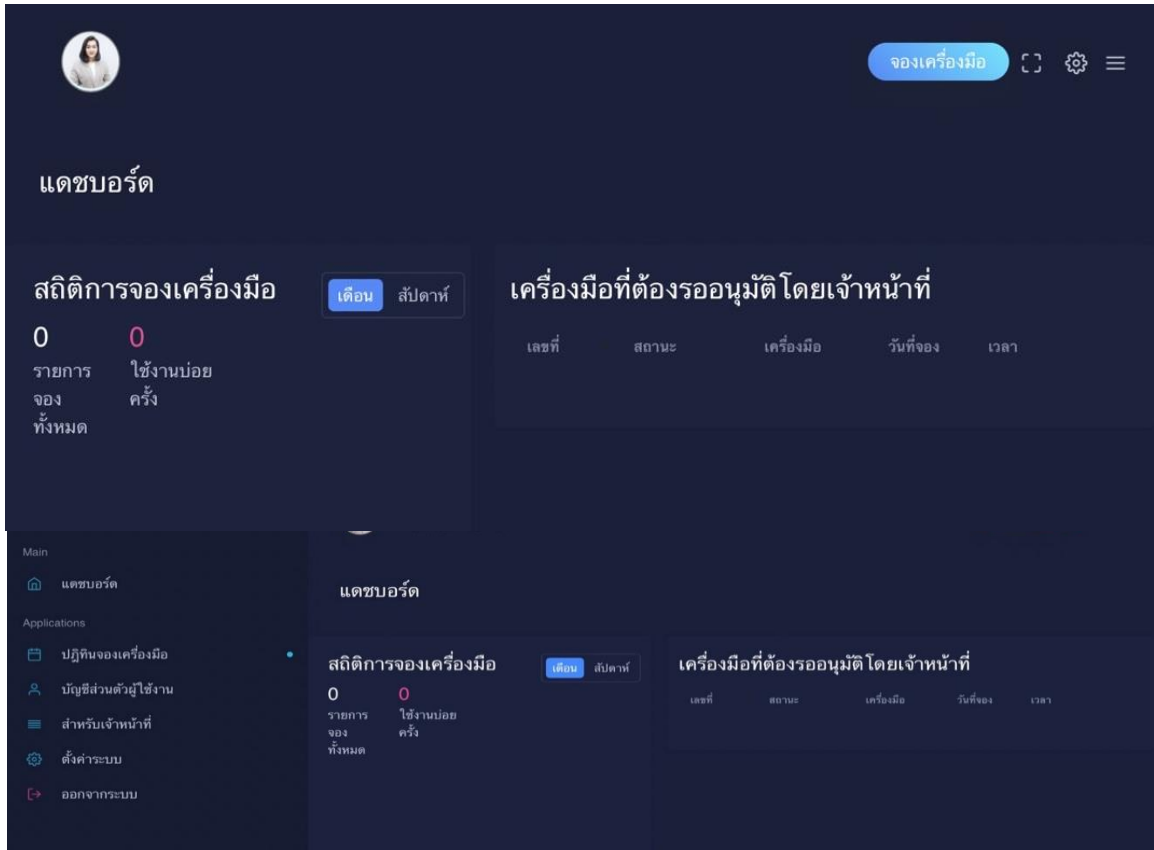 จองเครื่องมือ
แดชบอร์ด
สถิติการจองเครื่องมือ
เดือน สัปดาห์
0 0
รายการ ใช้งานบ่อย
จอง ครั้ง
ทั้งหมด
เครื่องมือที่ต้องรออนุมัติโดยเจ้าหน้าที่
เลขที่ สถานะ เครื่องมือ วันที่จอง เวลา
Main
แดชบอร์ด
Applications
ปฎิทินจองเครื่องมือ
บัญชีส่วนตัวผู้ใช้งาน
สำหรับเจ้าหน้าที่
ตั้งค่าระบบ
ออกจากระบบ
แดชบอร์ด
สถิติการจองเครื่องมือ
เดือน สัปดาห์
0 0
รายการ ใช้งานบ่อย
จอง ครั้ง
ทั้งหมด
เครื่องมือที่ต้องรออนุมัติโดยเจ้าหน้าที่
เลขที่ สถานะ เครื่องมือ วันที่จอง เวลา